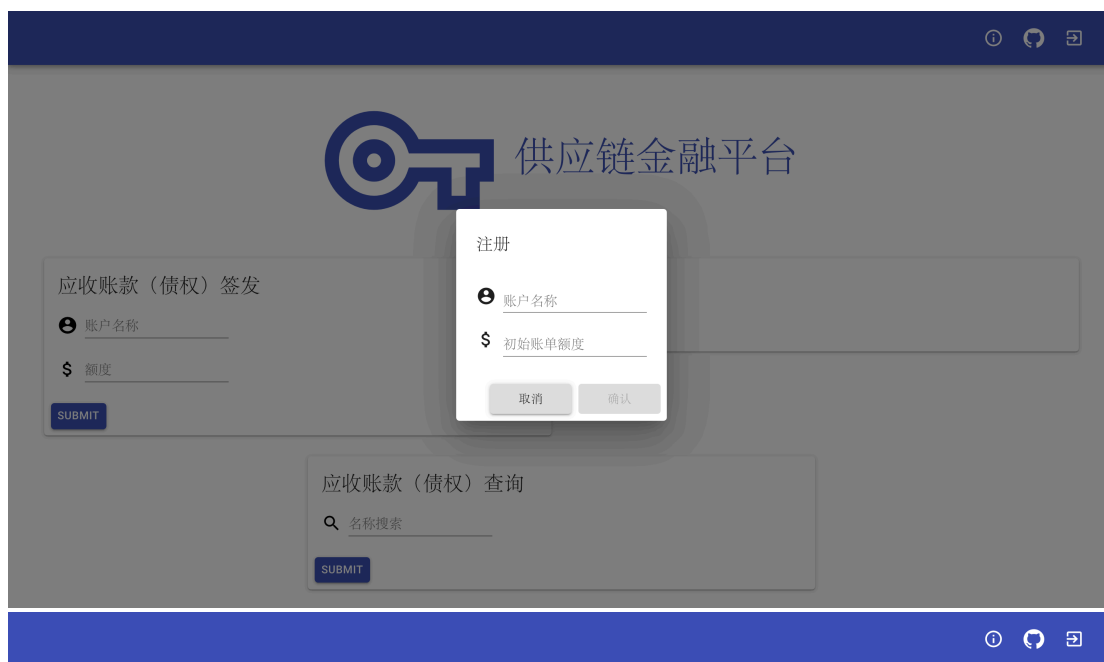 供应链金融平台
注册
账户名称
初始账单额度
取消
确认
应收账款（债权）签发
账户名称
额度
SUBMIT
应收账款（债权）查询
名称搜索
SUBMIT